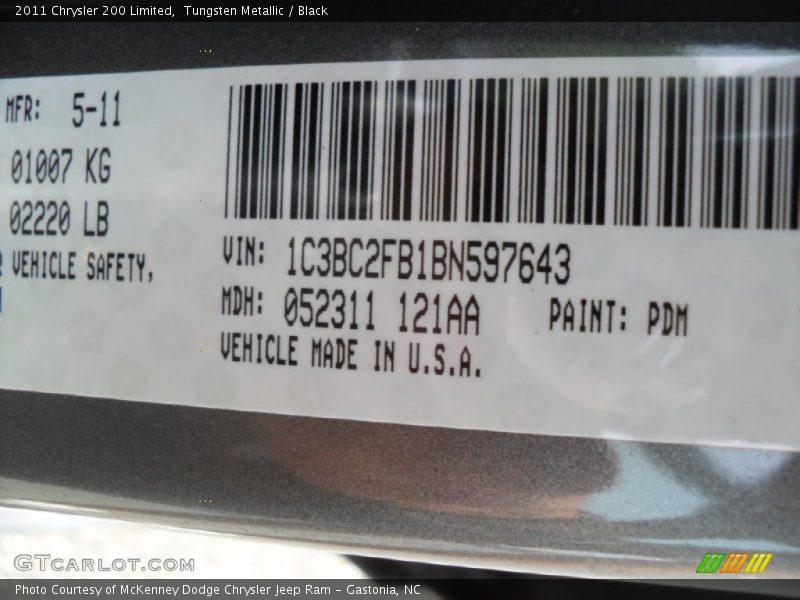 2011 Chrysler 200 Limited,  Tungsten Metallic / Black
MFR: 5-11
01007 KG
02220 LB
VEHICLE SAFETY,
VIN: 1C3BC2FB1BN597643
MDH: 052311 121AA PAINT: PDM
VEHICLE MADE IN U.S.A.
GTCARLOT.COM
Photo Courtesy of McKenney Dodge Chrysler Jeep Ram – Gastonia, NC